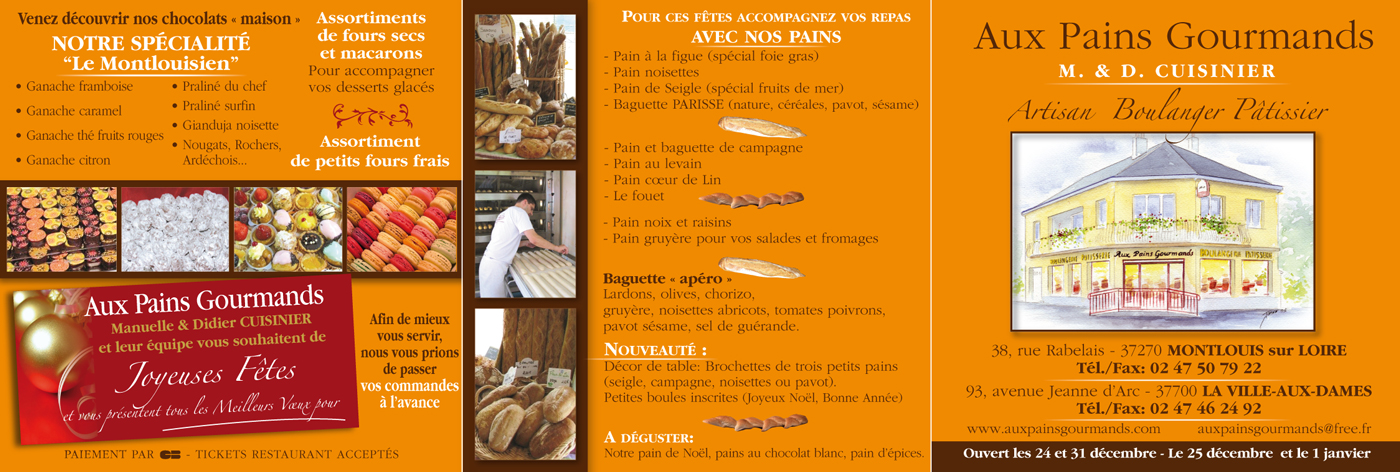 Venez découvrir nos chocolats « maison »
NOTRE SPÉCIALITÉ
“Le Montlouisien”
• Ganache framboise
• Ganache caramel
• Ganache thé fruits rouges
• Ganache citron
• Praliné du chef
• Praliné surfin
• Gianduja noisette
• Nougats, Rochers,
Ardéchois...
Assortiments
de fours secs
et macarons
Pour accompagner
vos desserts glacés
Assortiment
de petits fours frais
Aux Pains Gourmands
Manuelle & Didier CUISINIER
et leur équipe vous souhaitent de
Joyeuses Fêtes
et vous présentent tous les Meilleurs Vœux pour
Afin de mieux
vous servir,
nous vous prions
de passer
vos commandes
à l'avance
PAIEMENT PAR CB - TICKETS RESTAURANT ACCEPTÉS
POUR CES FÊTES ACCOMPAGNEZ VOS REPAS
AVEC NOS PAINS
- Pain à la figue (spécial foie gras)
- Pain noisettes
- Pain de Seigle (spécial fruits de mer)
- Baguette PARISSE (nature, céréales, pavot, sésame)
- Pain et baguette de campagne
- Pain au levain
- Pain cœur de Lin
- Le fouet
- Pain noix et raisins
- Pain gruyère pour vos salades et fromages
Baguette « apéro »
Lardons, olives, chorizo,
gruyère, noisettes abricots, tomates poivrons,
pavot sésame, sel de guérande.
NOUVEAUTÉ :
Décor de table: Brochettes de trois petits pains
(seigle, campagne, noisettes ou pavot).
Petites boules inscrites (Joyeux Noël, Bonne Année)
A DÉGUSTER:
Notre pain de Noël, pains au chocolat blanc, pain d'épices.
Aux Pains Gourmands
M. & D. CUISINIER
Artisan Boulanger Pâtissier
BOULANGERIE PATISSERIE Aux Pains Gourmands BOULANGERIE PATISSERIE
38, rue Rabelais - 37270 MONTLOUIS sur LOIRE
Tél./Fax: 02 47 50 79 22
93, avenue Jeanne d'Arc - 37700 LA VILLE-AUX-DAMES
Tél./Fax: 02 47 46 24 92
www.auxpainsgourmands.com auxpainsgourmands@free.fr
Ouvert les 24 et 31 décembre - Le 25 décembre et le 1 janvier